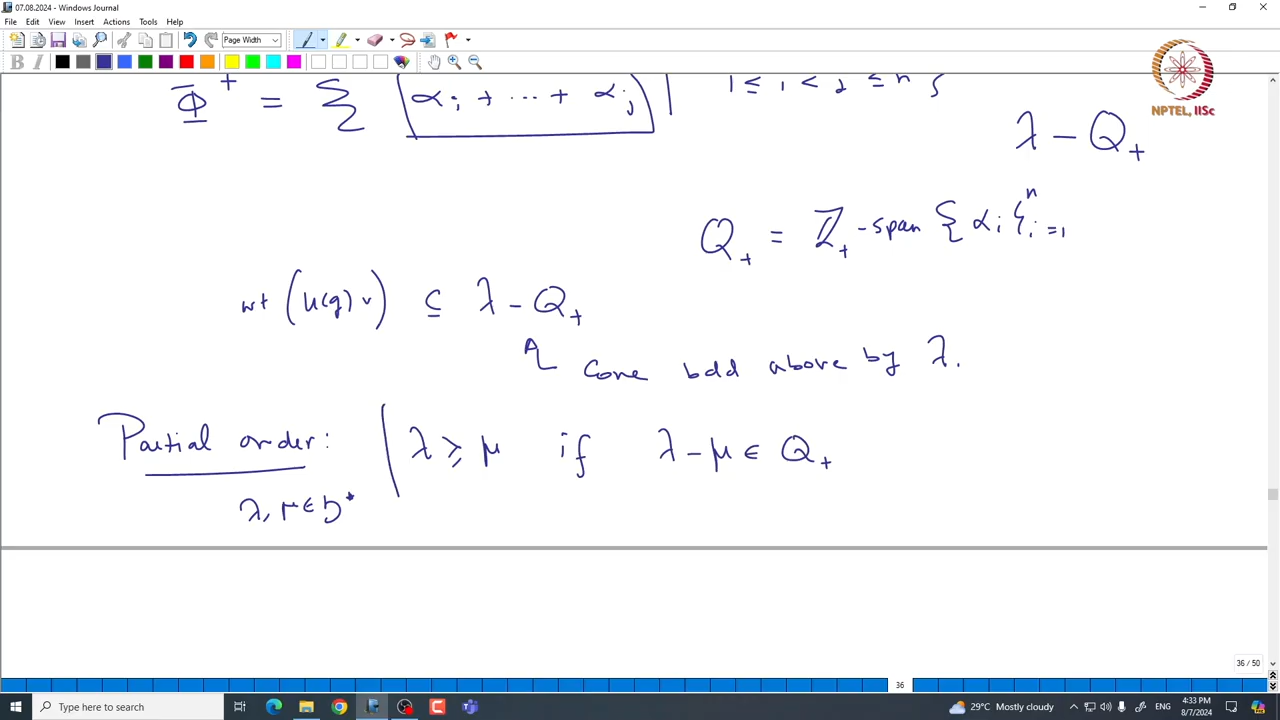 07.08.2024 - Windows Journal
File Edit View Insert Actions Tools Help
Page Width
B I
Φ⁺ = { αᵢ + ... + αⱼ | 1 ≤ i < j ≤ n }
NPTEL, IISc
λ - Q₊
Q₊ = ℤ₊ -span { αᵢ }ⁿᵢ₌₁
wt (U(g) v) ⊆ λ - Q₊
Cone bdd above by λ.
Partial order: λ ≥ μ if λ - μ ∈ Q₊
λ, μ ∈ 𝔥*
36 / 50
36
Type here to search
29°C Mostly cloudy
ENG
4:33 PM
8/7/2024